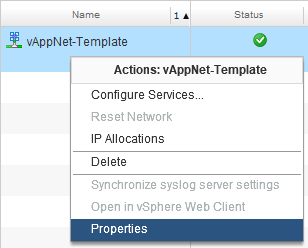 Name 1 ▲ Status
vAppNet-Template
Actions: vAppNet-Template
Configure Services...
Reset Network
IP Allocations
Delete
Synchronize syslog server settings
Open in vSphere Web Client
Properties